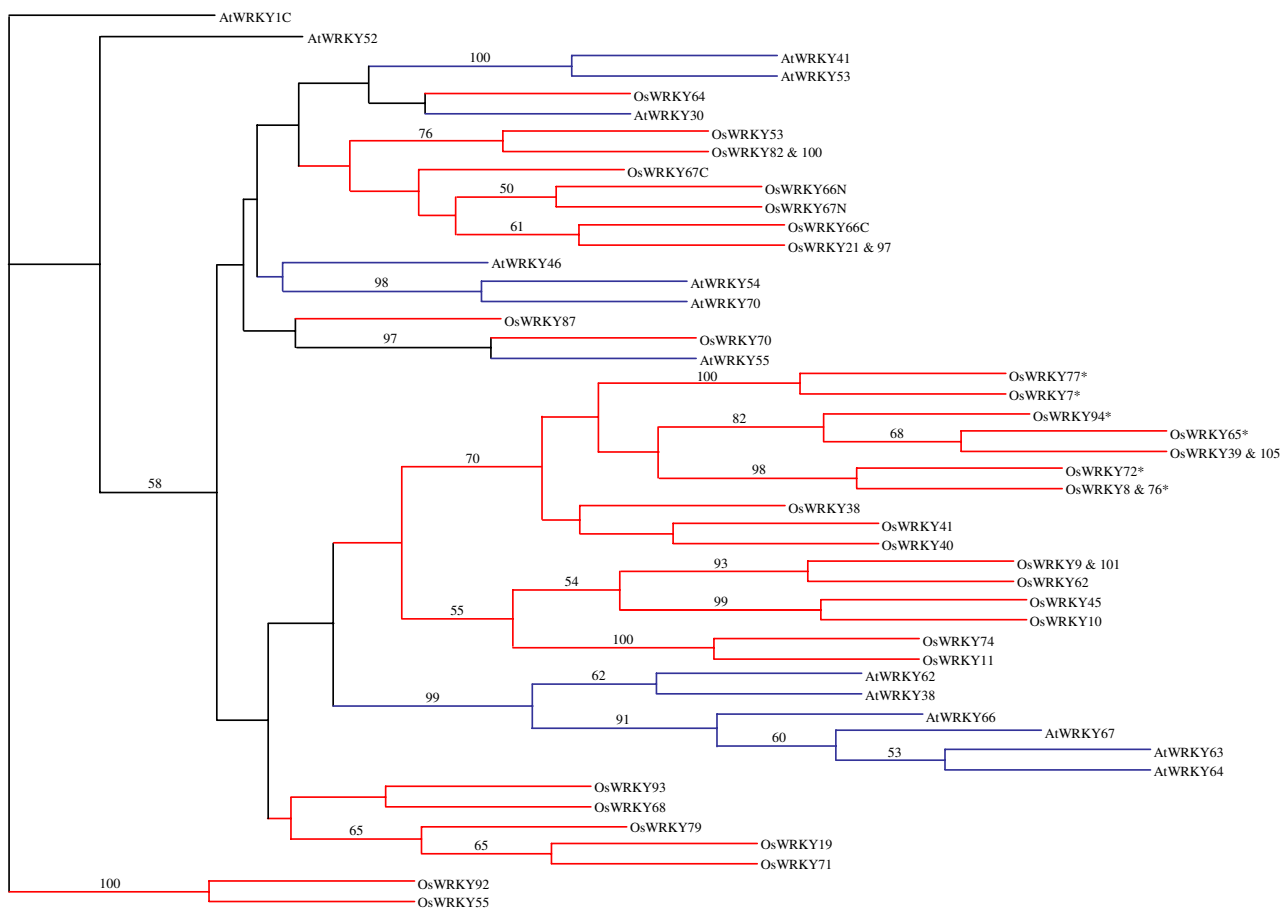 AtWRKY1C
AtWRKY52
100
AtWRKY41
AtWRKY53
OsWRKY64
AtWRKY30
76
OsWRKY53
OsWRKY82 & 100
OsWRKY67C
50
OsWRKY66N
OsWRKY67N
61
OsWRKY66C
OsWRKY21 & 97
AtWRKY46
98
AtWRKY54
AtWRKY70
OsWRKY87
97
OsWRKY70
AtWRKY55
100
OsWRKY77*
OsWRKY7*
82
OsWRKY94*
68
OsWRKY65*
OsWRKY39 & 105
70
98
OsWRKY72*
OsWRKY8 & 76*
58
OsWRKY38
OsWRKY41
OsWRKY40
93
OsWRKY9 & 101
OsWRKY62
54
99
OsWRKY45
OsWRKY10
55
100
OsWRKY74
OsWRKY11
62
AtWRKY62
AtWRKY38
99
91
AtWRKY66
60
AtWRKY67
53
AtWRKY63
AtWRKY64
OsWRKY93
OsWRKY68
65
OsWRKY79
65
OsWRKY19
OsWRKY71
100
OsWRKY92
OsWRKY55